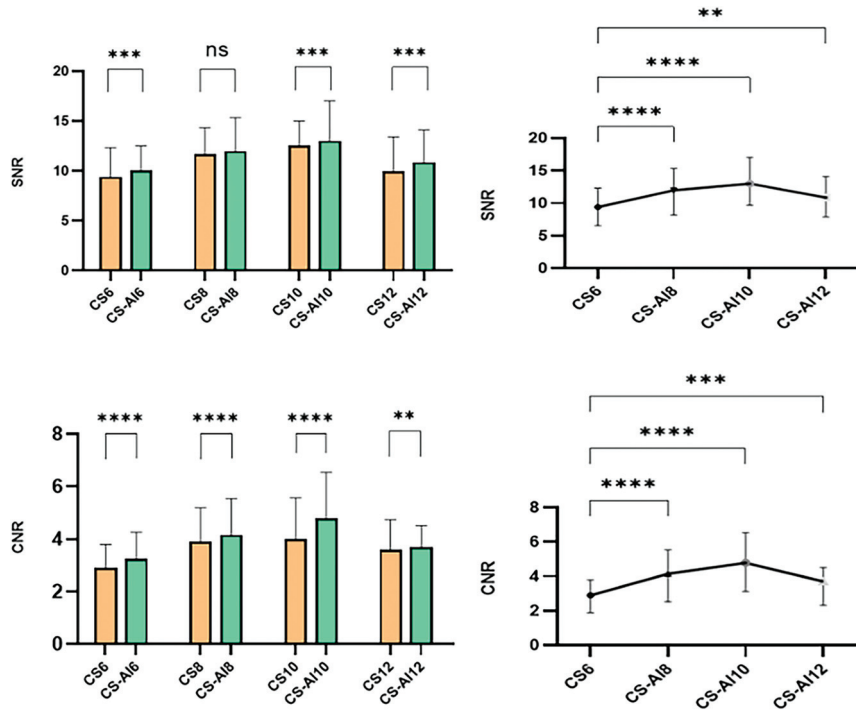 *** ns *** ***
20
15
10
5
0
SNR
CS6 CS-AI6 CS8 CS-AI8 CS10 CS-AI10 CS12 CS-AI12
**
****
****
20
15
10
5
0
SNR
CS6 CS-AI8 CS-AI10 CS-AI12
**** **** **** **
8
6
4
2
0
CNR
CS6 CS-AI6 CS8 CS-AI8 CS10 CS-AI10 CS12 CS-AI12
***
****
****
8
6
4
2
0
CNR
CS6 CS-AI8 CS-AI10 CS-AI12